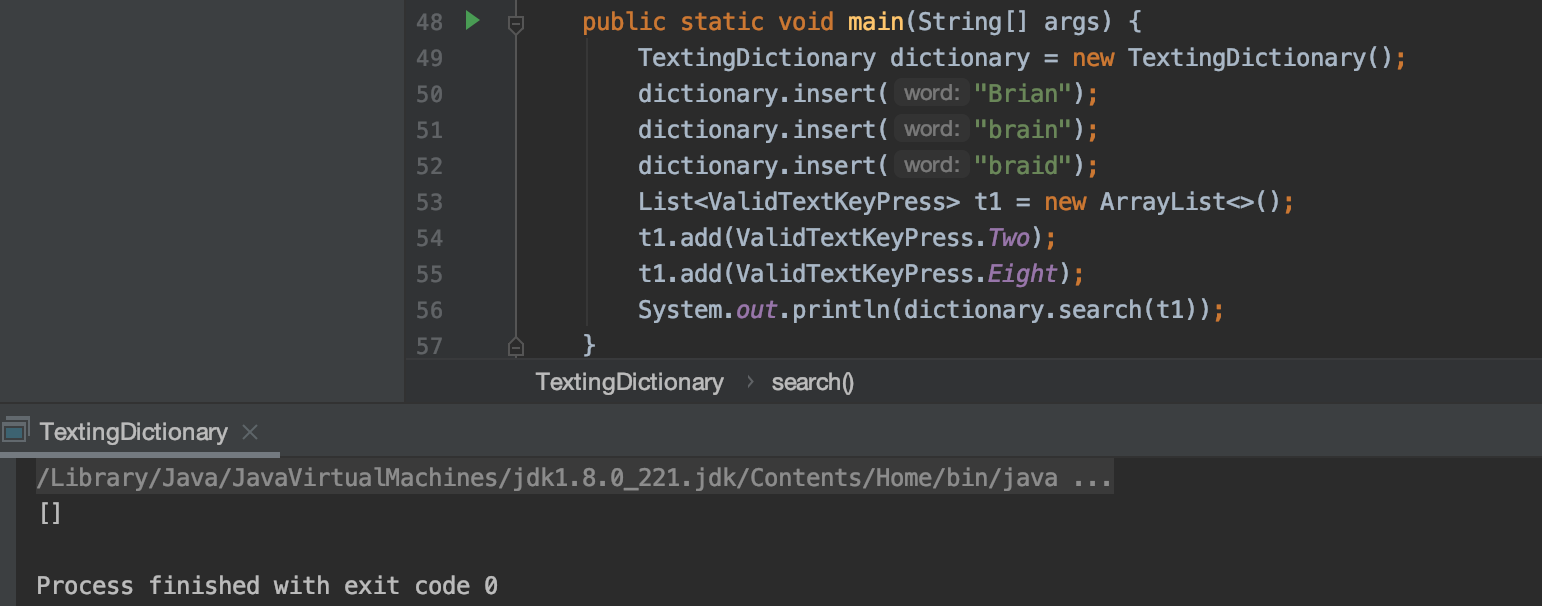 48 public static void main(String[] args) {
49 TextingDictionary dictionary = new TextingDictionary();
50 dictionary.insert( word: "Brian");
51 dictionary.insert( word: "brain");
52 dictionary.insert( word: "braid");
53 List<ValidTextKeyPress> t1 = new ArrayList<>();
54 t1.add(ValidTextKeyPress.Two);
55 t1.add(ValidTextKeyPress.Eight);
56 System.out.println(dictionary.search(t1));
57 }
TextingDictionary › search()
TextingDictionary ×
/Library/Java/JavaVirtualMachines/jdk1.8.0_221.jdk/Contents/Home/bin/java ...
[]
Process finished with exit code 0